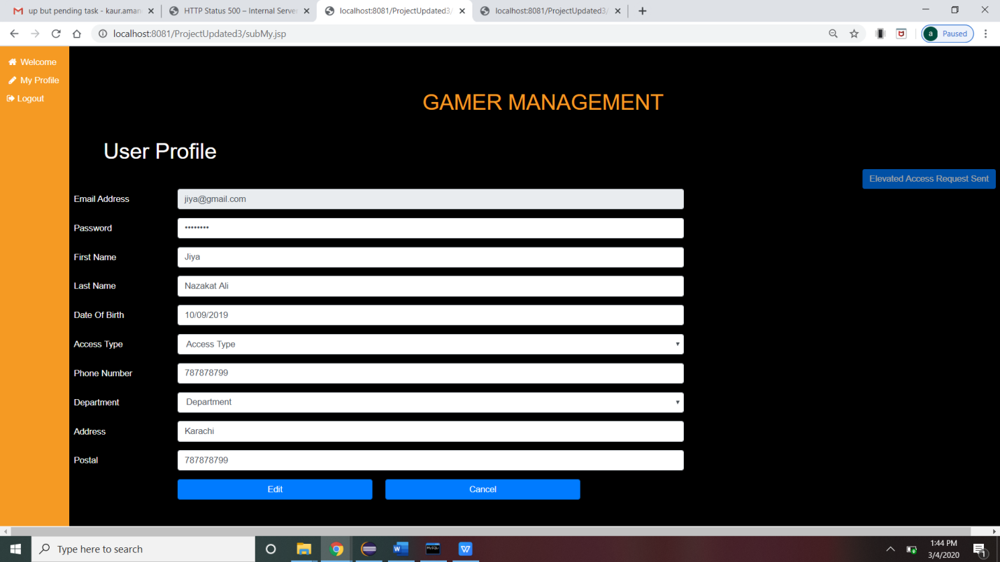 up but pending task - kaur.aman
HTTP Status 500 – Internal Server
localhost:8081/ProjectUpdated3/
localhost:8081/ProjectUpdated3/
localhost:8081/ProjectUpdated3/subMy.jsp
a Paused
Welcome
My Profile
Logout
GAMER MANAGEMENT
User Profile
Elevated Access Request Sent
Email Address jiya@gmail.com
Password ••••••••
First Name Jiya
Last Name Nazakat Ali
Date Of Birth 10/09/2019
Access Type Access Type
Phone Number 787878799
Department Department
Address Karachi
Postal 787878799
Edit Cancel
Type here to search
MySQL
W
1:44 PM
3/4/2020
1